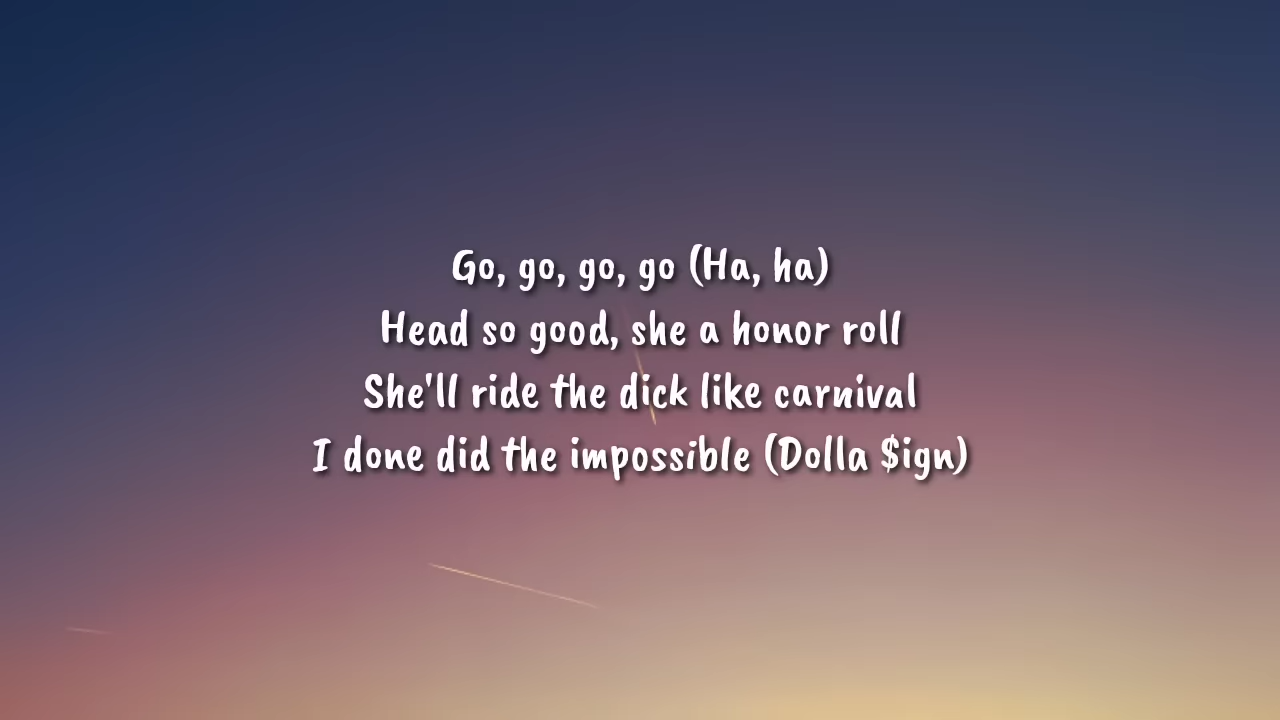 Go, go, go, go (Ha, ha)
Head so good, she a honor roll
She'll ride the dick like carnival
I done did the impossible (Dolla $ign)